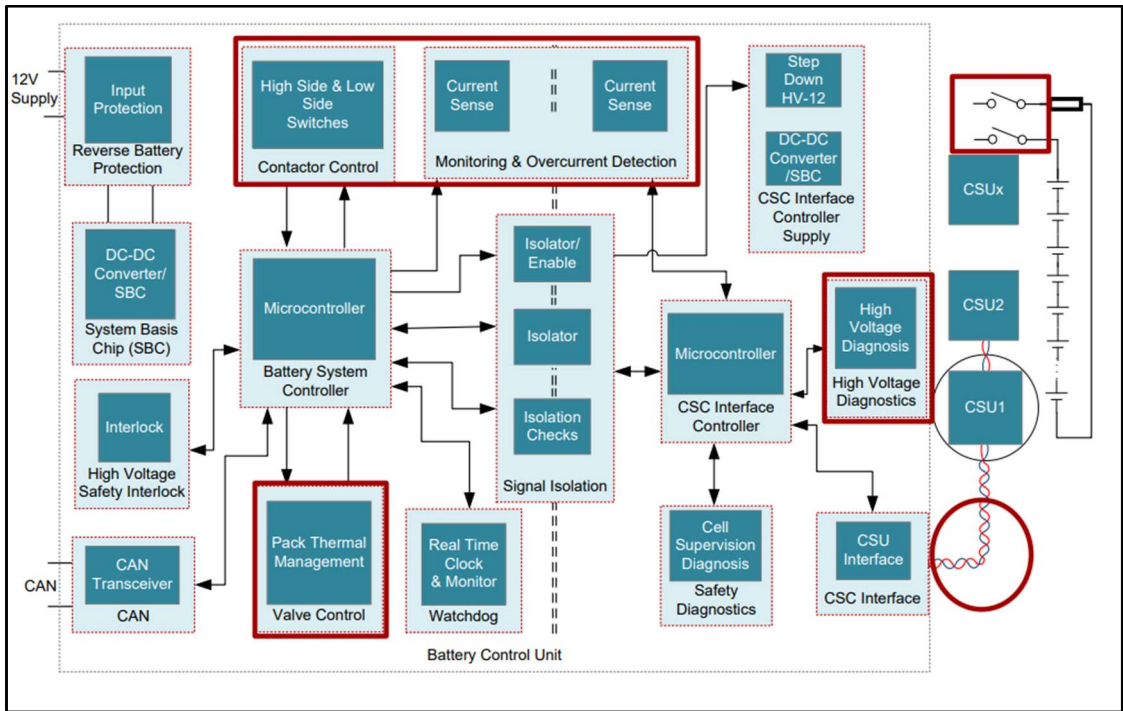 12V
Supply
Input
Protection
Reverse Battery
Protection
High Side & Low
Side
Switches
Contactor Control
Current
Sense
Current
Sense
Monitoring & Overcurrent Detection
Step
Down
HV-12
DC-DC
Converter
/SBC
CSC Interface
Controller
Supply
CSUx
DC-DC
Converter/
SBC
System Basis
Chip (SBC)
Microcontroller
Battery System
Controller
Isolator/
Enable
Isolator
Isolation
Checks
Signal Isolation
Microcontroller
CSC Interface
Controller
High
Voltage
Diagnosis
High Voltage
Diagnostics
CSU2
CSU1
Interlock
High Voltage
Safety Interlock
CAN
CAN
Transceiver
CAN
Pack Thermal
Management
Valve Control
Real Time
Clock
& Monitor
Watchdog
Cell
Supervision
Diagnosis
Safety
Diagnostics
CSU
Interface
CSC Interface
Battery Control Unit